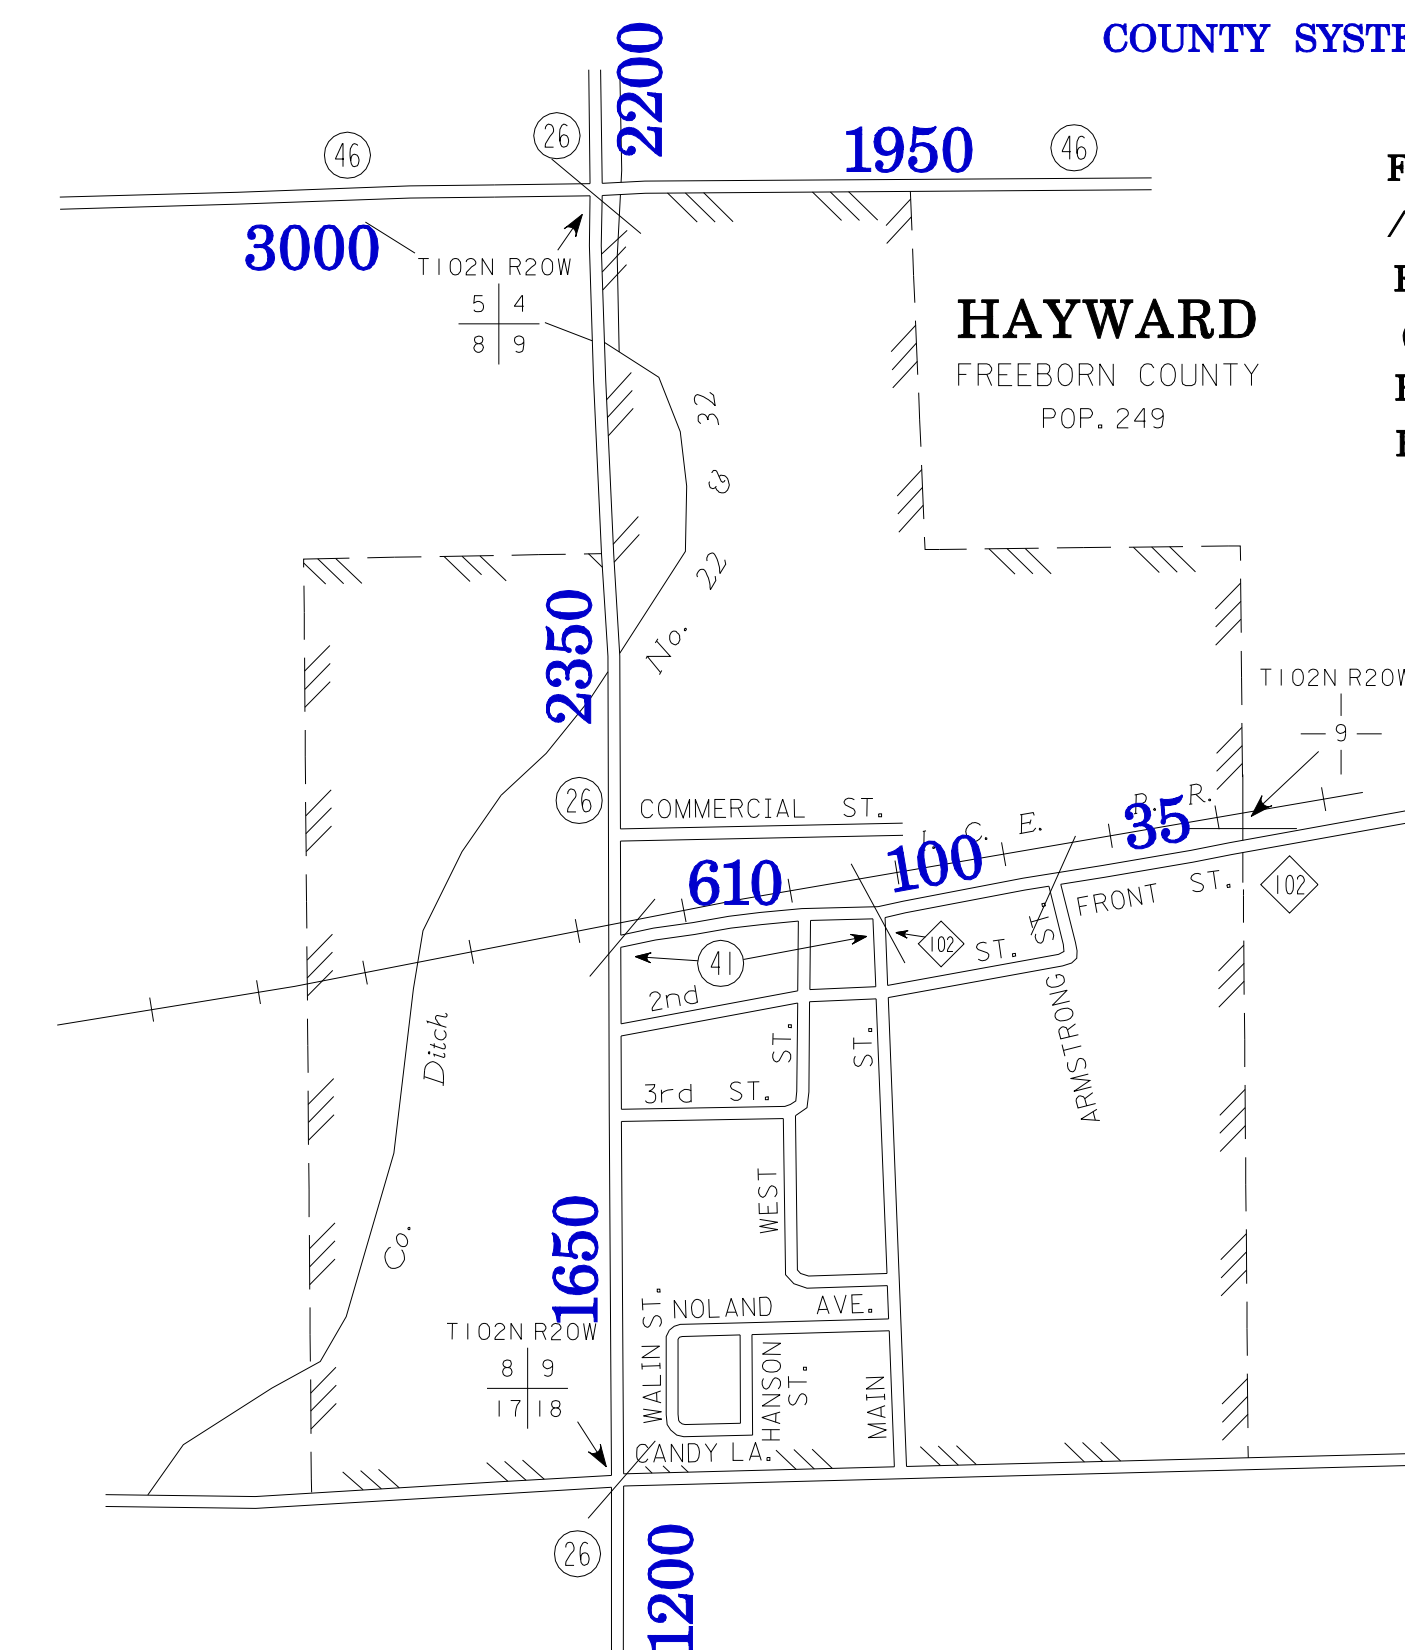 COUNTY SYSTE
2200
26
46
1950
46
3000
T102N R20W
5 4
8 9
HAYWARD
FREEBORN COUNTY
POP. 249
32
&
22
No.
2350
T102N R20W
9
26
COMMERCIAL ST.
I. C. E. R. R.
35
100
610
FRONT ST.
102
102
ST.
ST.
41
2nd
ARMSTRONG
Ditch
ST.
ST.
3rd ST.
WEST
Co.
1650
NOLAND AVE.
WALIN ST.
T102N R20W
8 9
17 18
HANSON ST.
MAIN
CANDY LA.
26
1200